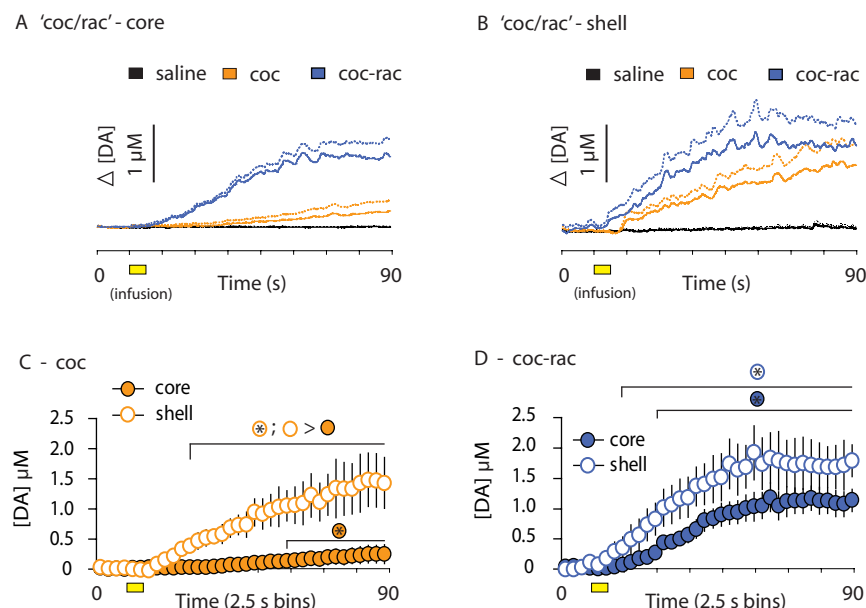 A 'coc/rac' - core
saline coc coc-rac
Δ [DA]
1 µM
0 90
(infusion)
Time (s)
B 'coc/rac' - shell
saline coc coc-rac
Δ [DA]
1 µM
0 90
(infusion)
Time (s)
C - coc
core
shell
* ; > 
*
[DA] µM
2.5
2.0
1.5
1.0
0.5
0
0 90
Time (2.5 s bins)
D - coc-rac
*
*
core
shell
[DA] µM
2.5
2.0
1.5
1.0
0.5
0
0 90
Time (2.5 s bins)